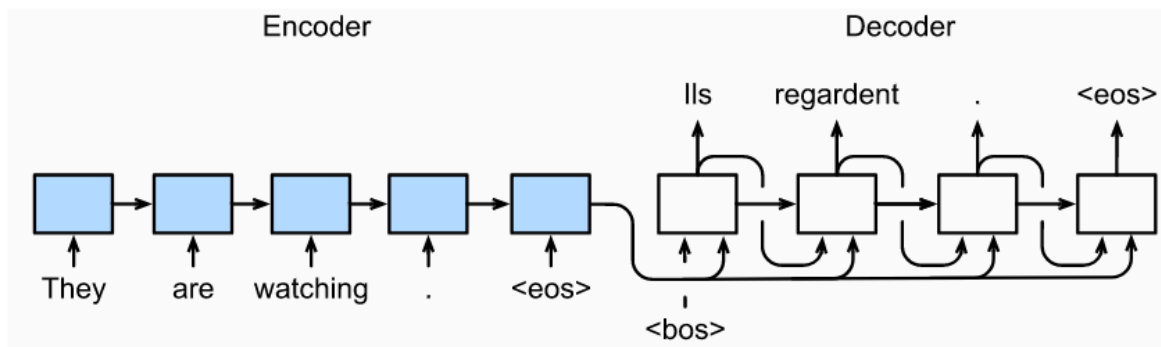 Encoder
Decoder
Ils regardent . <eos>
They are watching . <eos>
<bos>